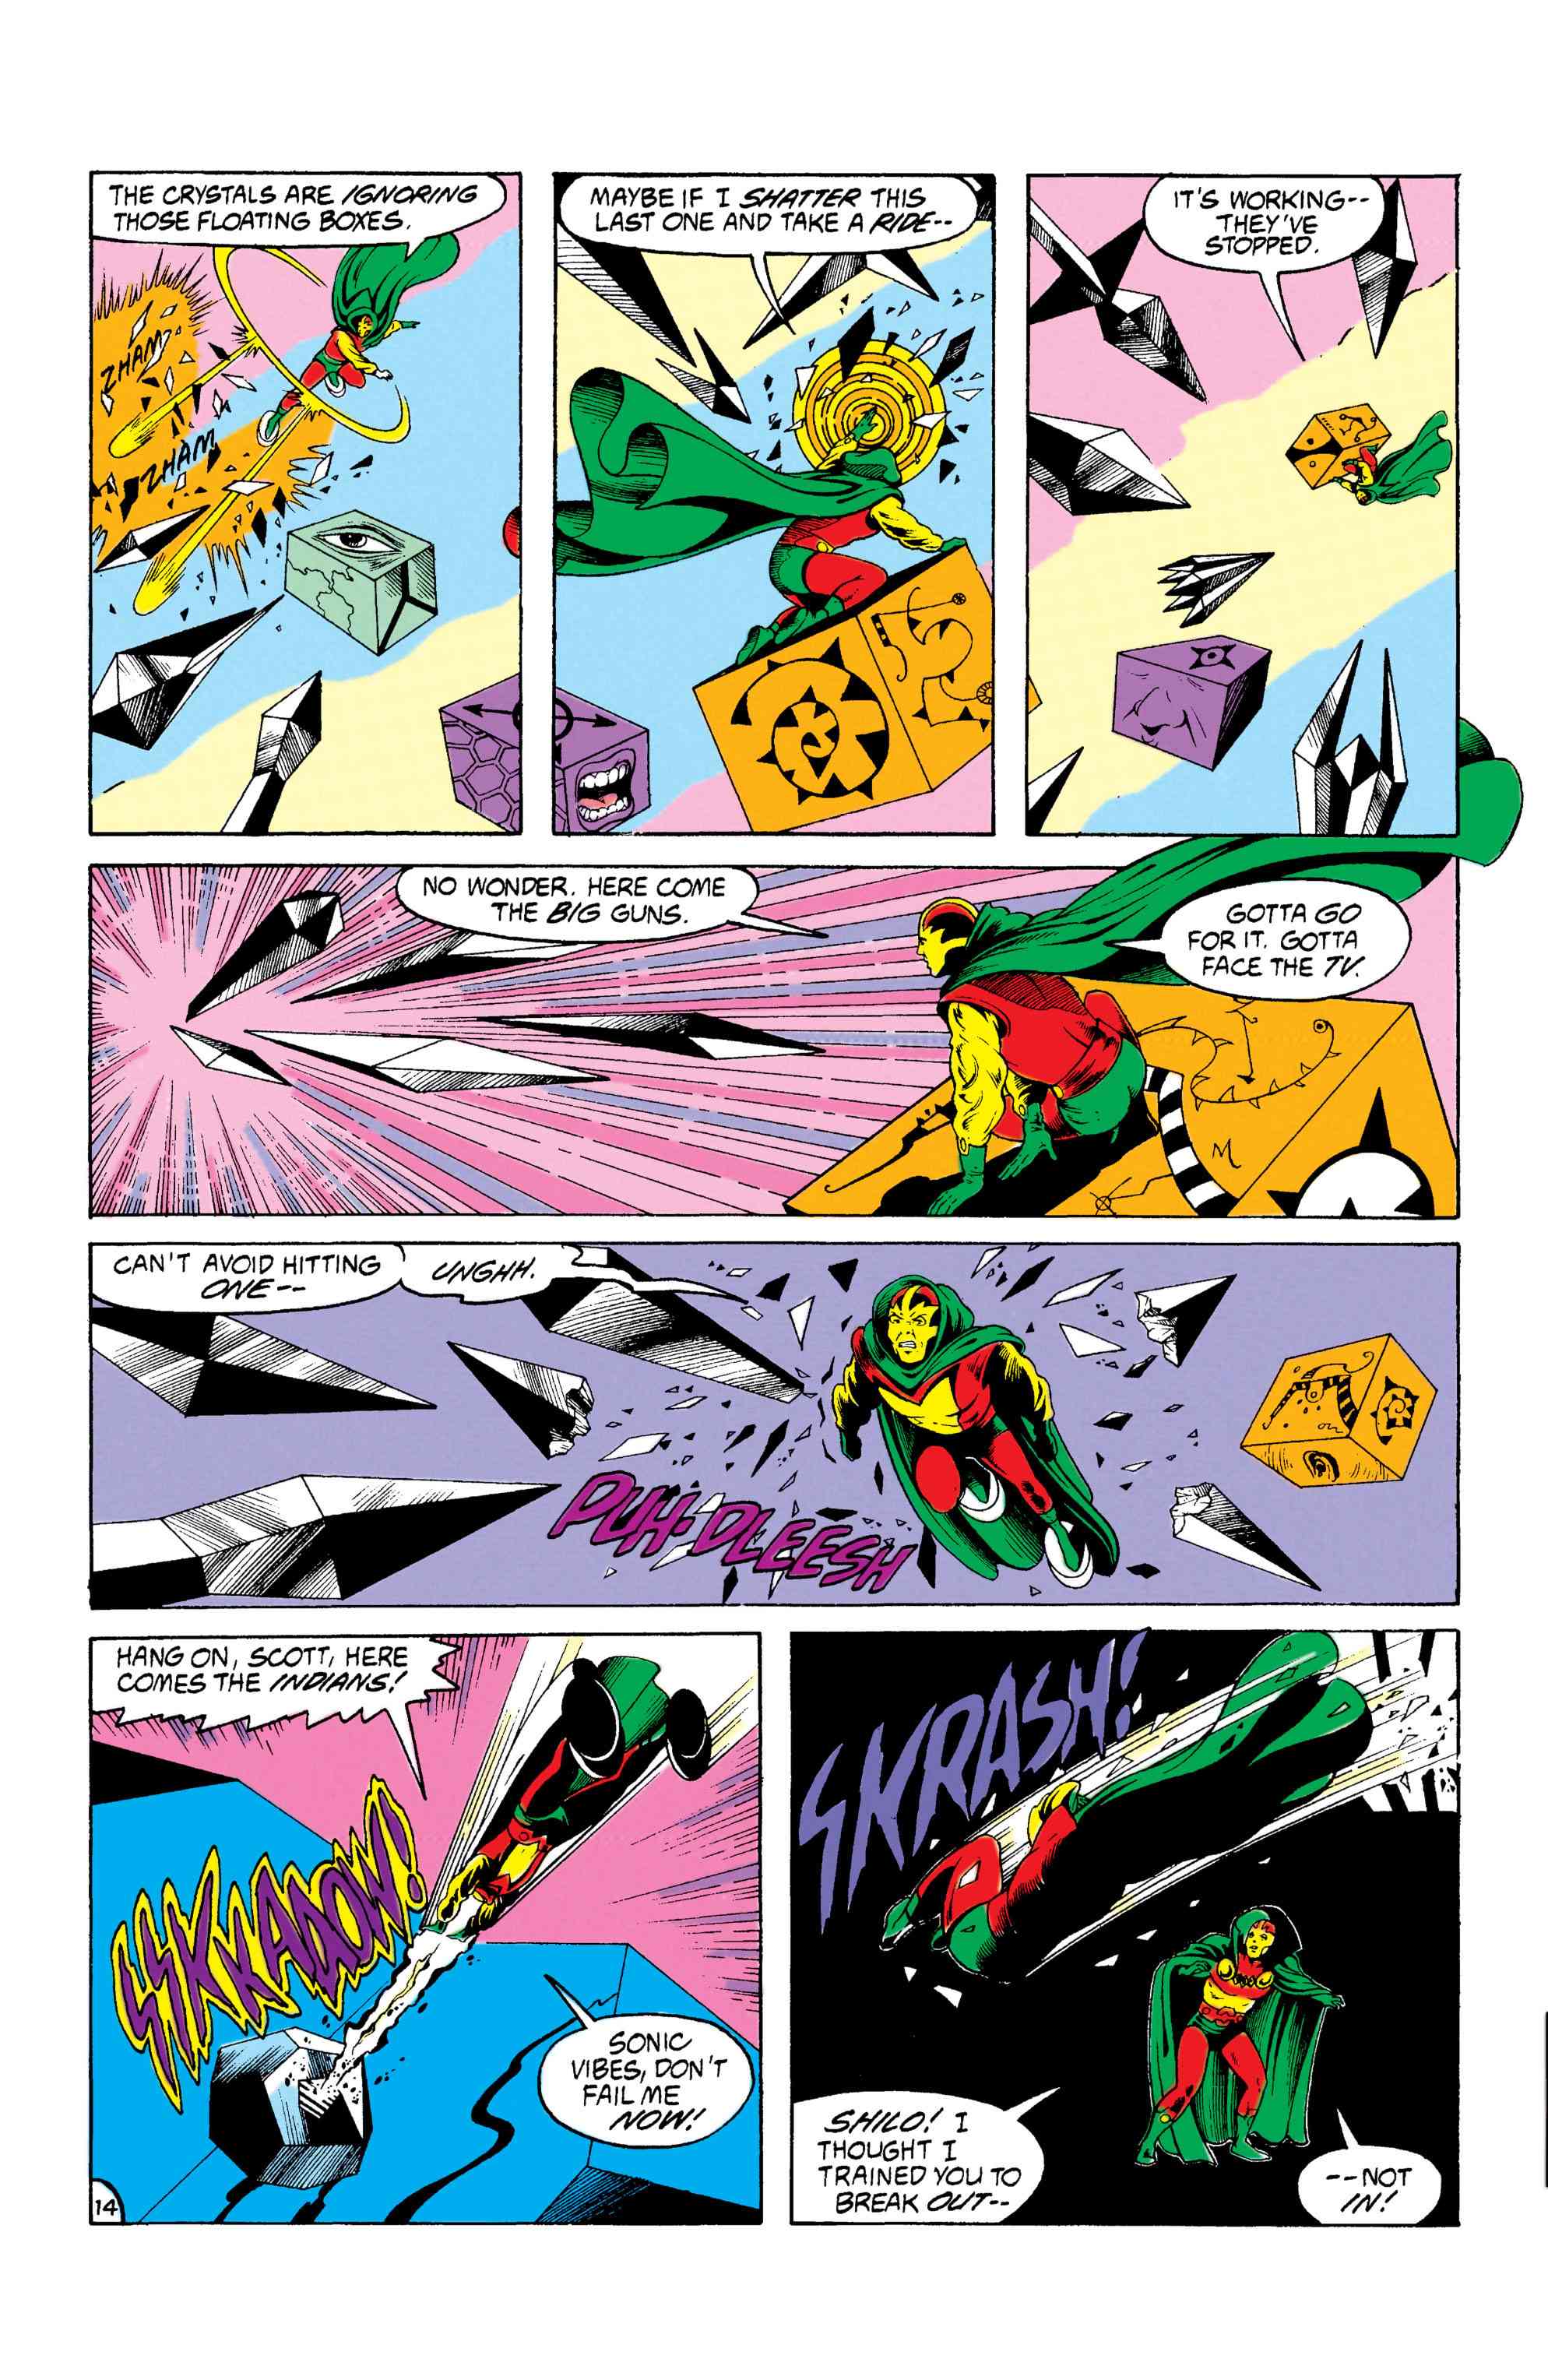 THE CRYSTALS ARE IGNORING
THOSE FLOATING BOXES.
ZHAM
ZHAM
MAYBE IF I SHATTER THIS
LAST ONE AND TAKE A RIDE--
IT'S WORKING--
THEY'VE
STOPPED.
NO WONDER. HERE COME
THE BIG GUNS.
GOTTA GO
FOR IT. GOTTA
FACE THE TV.
M
CAN'T AVOID HITTING
ONE--
UNGHH.
PUH-DLEESH
HANG ON, SCOTT, HERE
COMES THE INDIANS!
SSKKADOW!
SONIC
VIBES, DON'T
FAIL ME
NOW!
14
SKRASH!
SHILO! I
THOUGHT I
TRAINED YOU TO
BREAK OUT--
--NOT
IN!